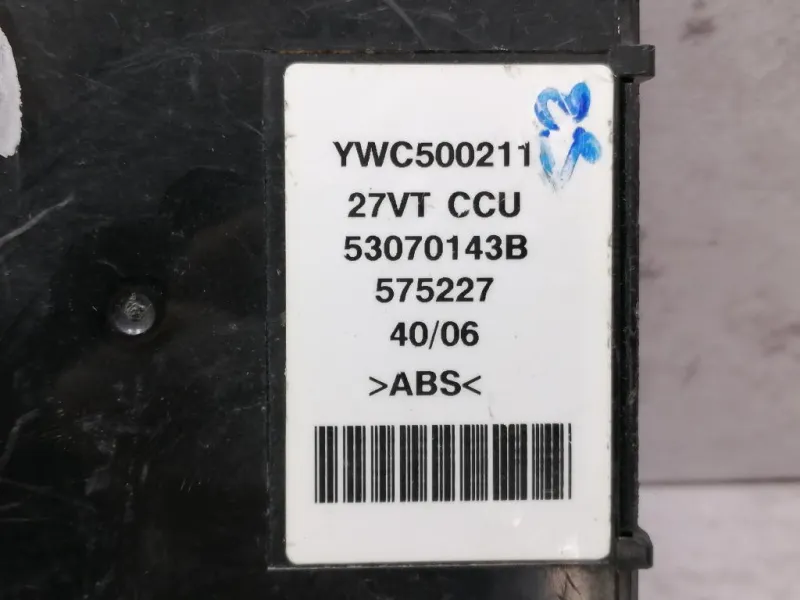 YWC500211
27VT CCU
53070143B
575227
40/06
>ABS<